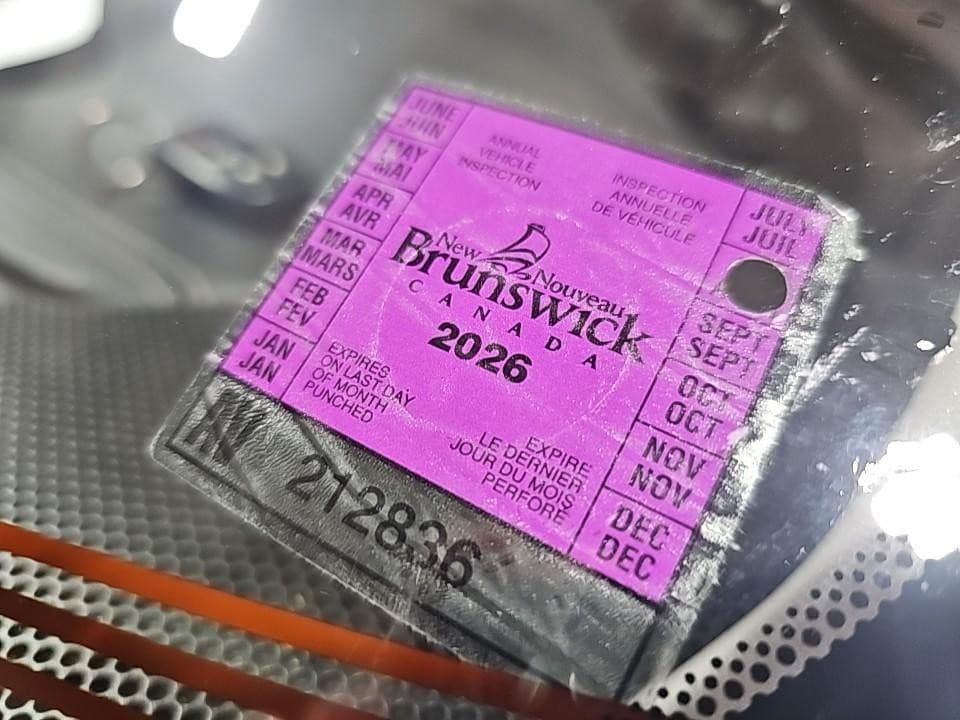 JUNE
JUIN
MAY
MAI
APR
AVR
MAR
MARS
FEB
FEV
JAN
JAN
ANNUAL
VEHICLE
INSPECTION
INSPECTION
ANNUELLE
DE VÉHICULE
New Nouveau
Brunswick
CANADA
2026
EXPIRES
ON LAST DAY
OF MONTH
PUNCHED
EXPIRE
LE DERNIER
JOUR DU MOIS
PERFORÉ
JULY
JUIL
SEPT
SEPT
OCT
OCT
NOV
NOV
DEC
DEC
212836